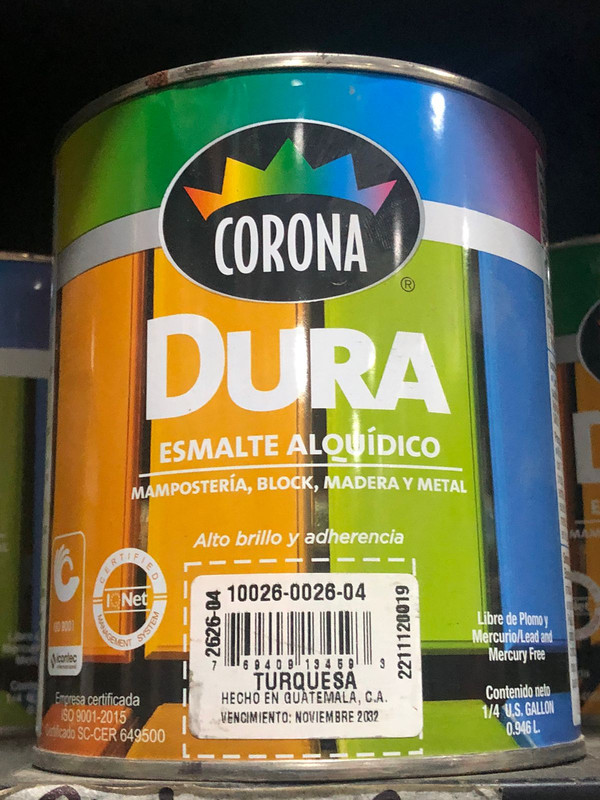 CORONA
®
DURA
ESMALTE ALQUÍDICO
MAMPOSTERÍA, BLOCK, MADERA Y METAL
Alto brillo y adherencia
CERTIFIED
IQNet
MANAGEMENT SYSTEM
ISO 9001
icontec
Empresa certificada
ISO 9001-2015
Certificado SC-CER 649500
10026-0026-04
2626-04
2211120019
7 69409 13459 3
TURQUESA
HECHO EN GUATEMALA, C.A.
VENCIMIENTO: NOVIEMBRE 2032
Libre de Plomo y
Mercurio/Lead and
Mercury Free
Contenido neto
1/4 U.S. GALLON
0.946 L.